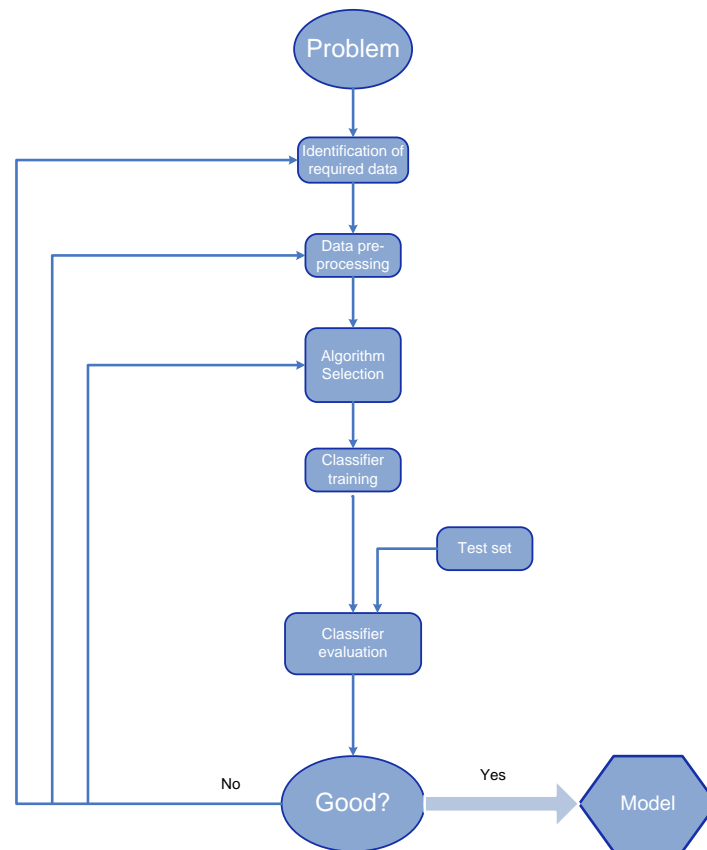 Problem
Identification of
required data
Data pre-
processing
Algorithm
Selection
Classifier
training
Test set
Classifier
evaluation
No
Good?
Yes
Model